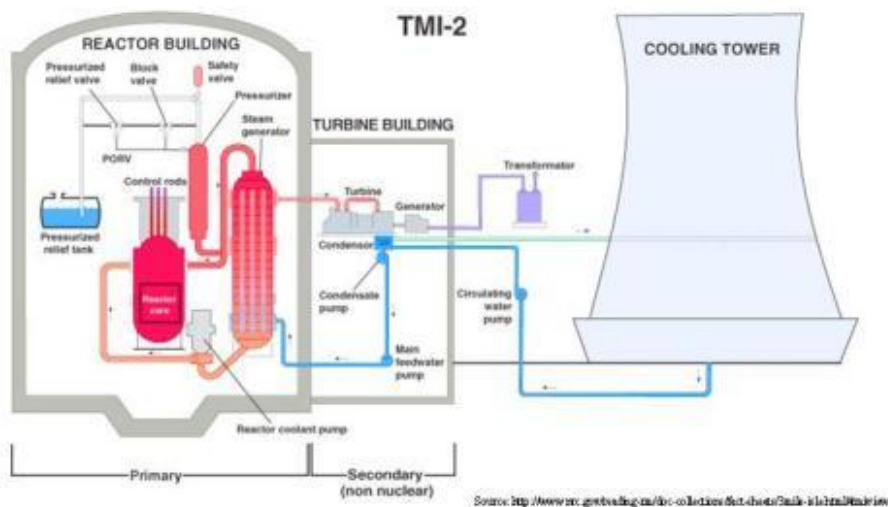 TMI-2
REACTOR BUILDING
COOLING TOWER
Pressurized
relief valve
Block
valve
Safety
valve
Pressurizer
Steam
generator
TURBINE BUILDING
PORV
Control rods
Transformator
Turbine
Generator
Pressurized
relief tank
Condensor
Reactor
core
Condensate
pump
Circulating
water
pump
Main
feedwater
pump
Reactor coolant pump
Primary
Secondary
(non nuclear)